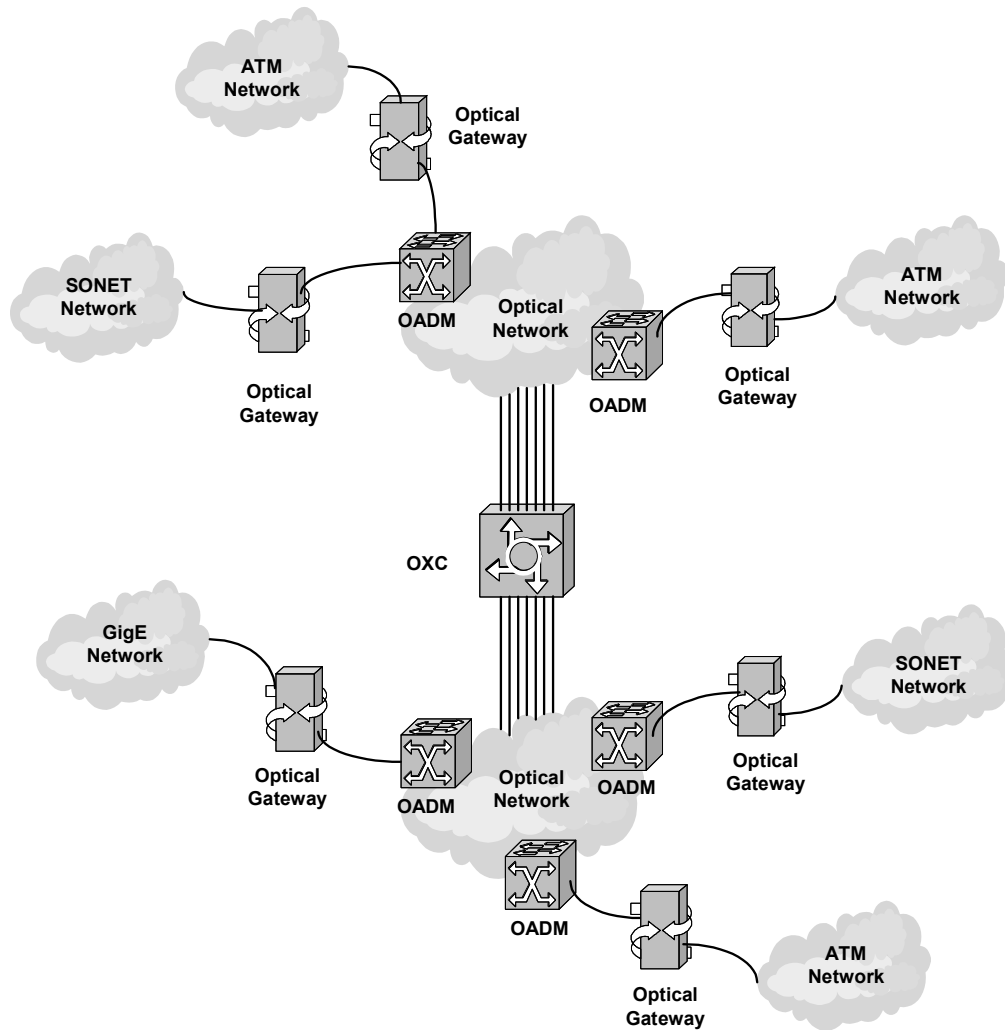 ATM
Network
Optical
Gateway
SONET
Network
Optical
Gateway
OADM
Optical
Network
OADM
ATM
Network
Optical
Gateway
OXC
GigE
Network
Optical
Gateway
OADM
Optical
Network
OADM
SONET
Network
Optical
Gateway
OADM
Optical
Gateway
ATM
Network